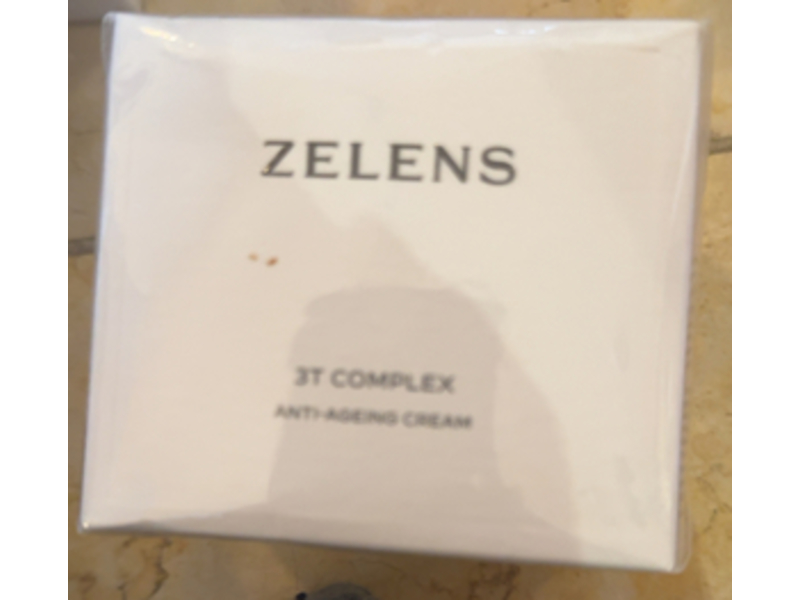 ZELENS
3T COMPLEX
ANTI-AGEING CREAM